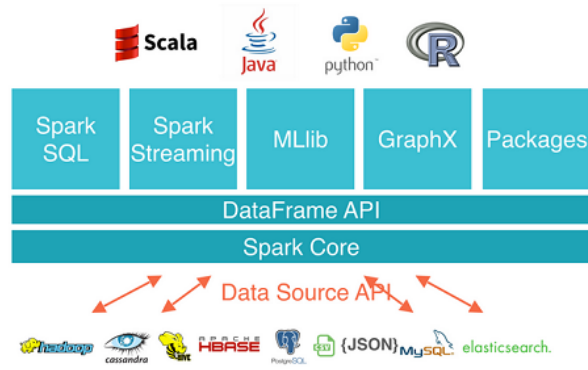 Scala
Java
python
R
Spark SQL
Spark Streaming
MLlib
GraphX
Packages
DataFrame API
Spark Core
Data Source API
hadoop
cassandra
APACHE HBASE
PostgreSQL
CSV
{JSON}
MySQL
elasticsearch.